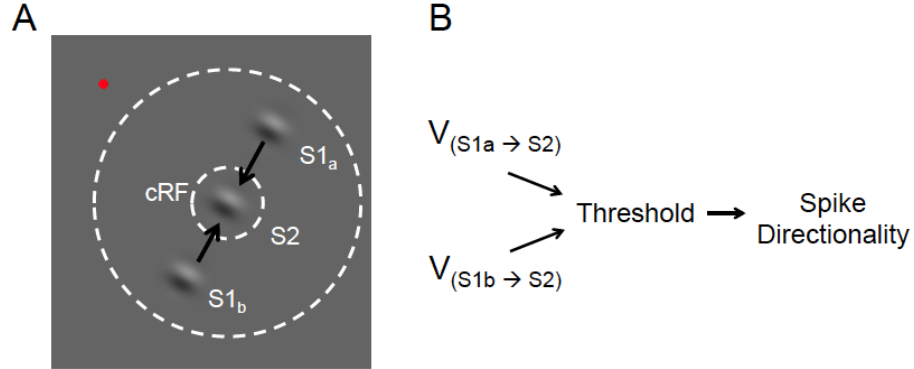 A
B
S1a
cRF
S2
S1b
V(S1a → S2)
Threshold
Spike
Directionality
V(S1b → S2)